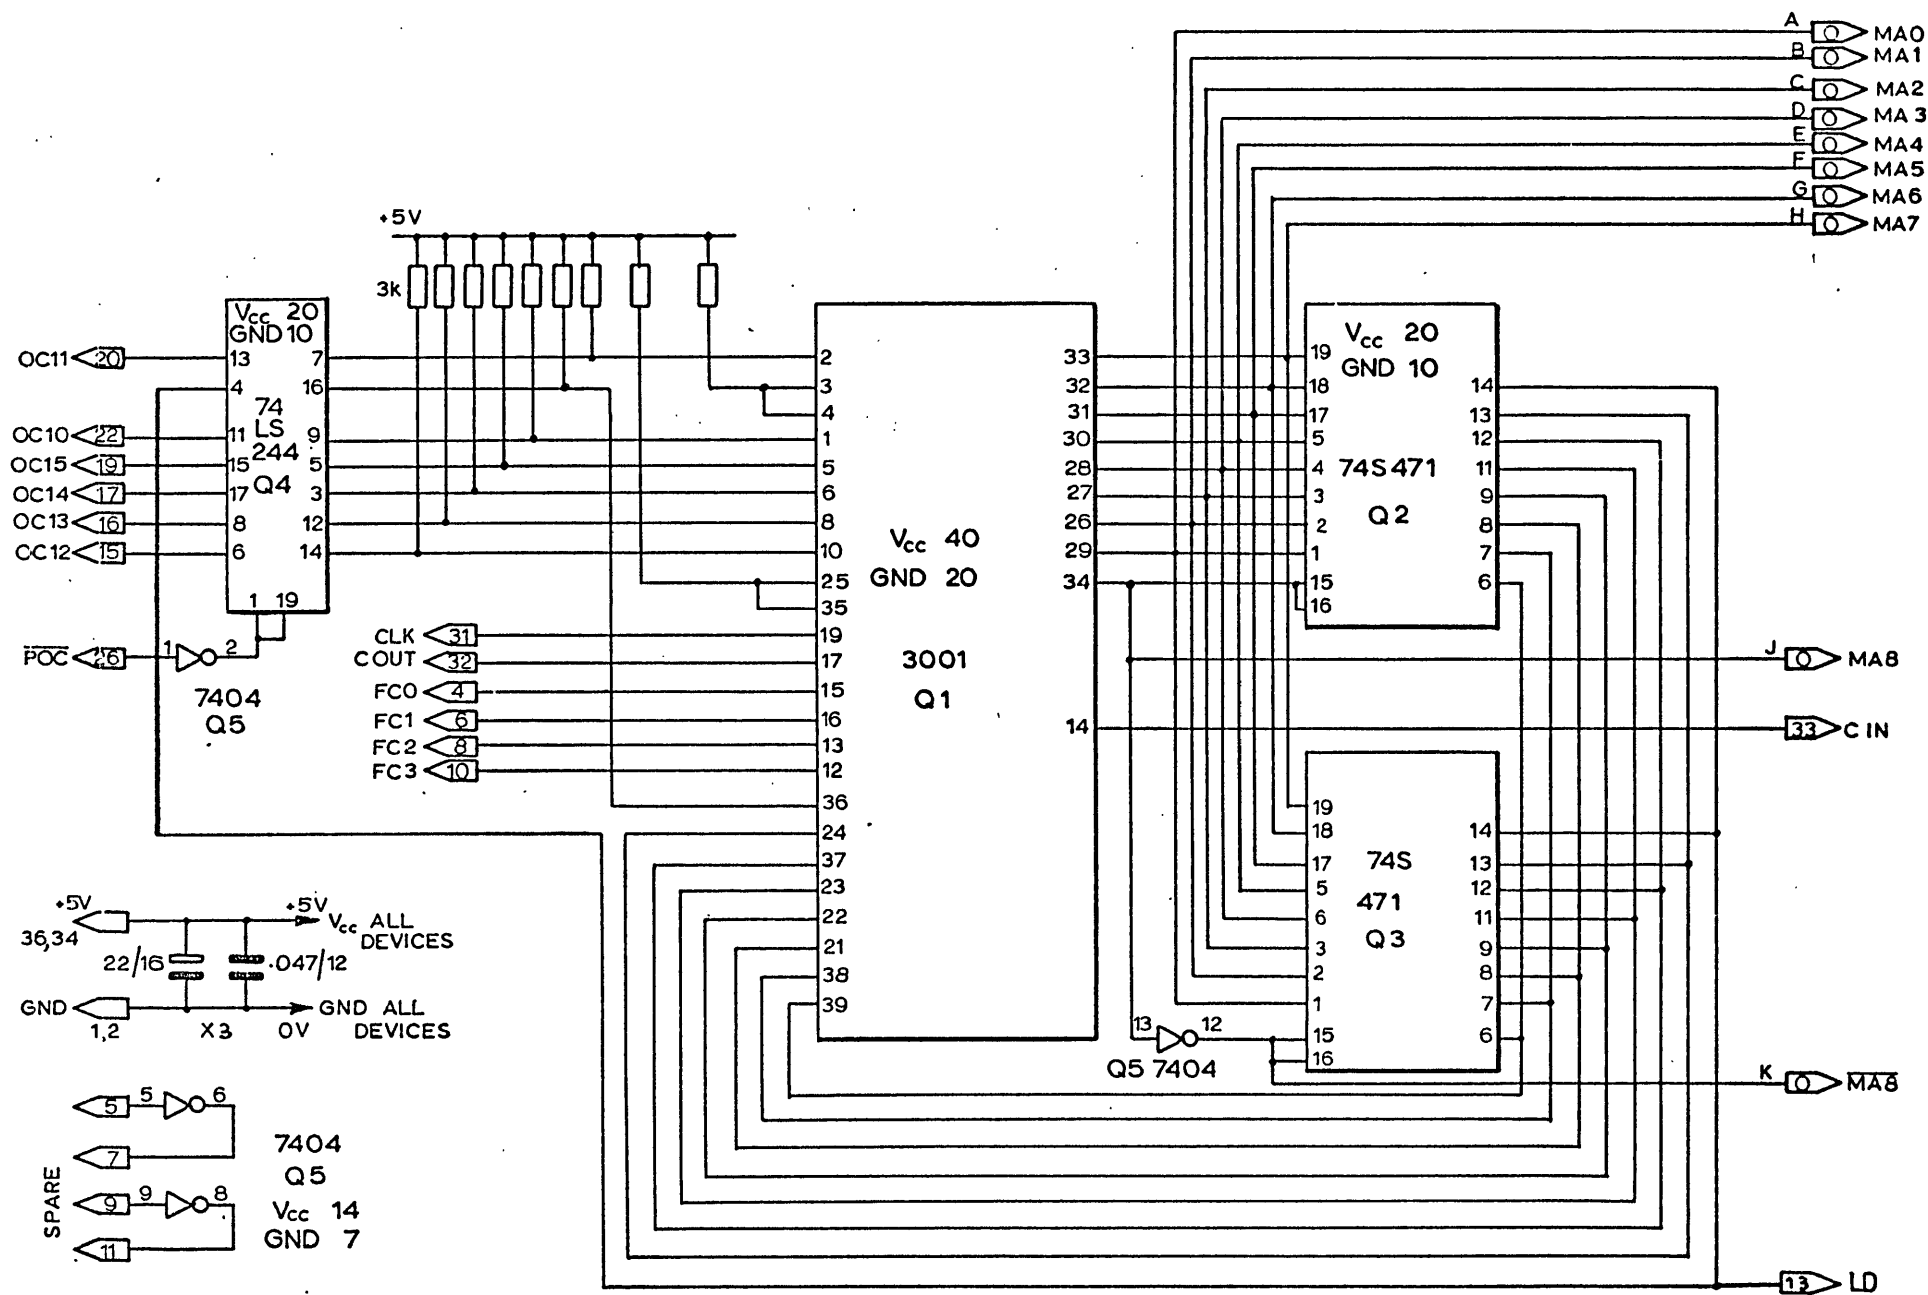 A O MA0
B O MA1
C O MA2
D O MA3
E O MA4
F O MA5
G O MA6
H O MA7
+5V
3k
Vcc 20
GND 10
74
LS
244
Q4
13
4
11
15
17
8
6
7
16
9
5
3
12
14
1 19
OC11 20
OC10 22
OC15 19
OC14 17
OC13 16
OC12 15
POC 26
1 2
7404
Q5
CLK 31
COUT 32
FC0 4
FC1 6
FC2 8
FC3 10
2
3
4
1
5
6
8
10
25
35
19
17
15
16
13
12
36
24
37
23
22
21
38
39
Vcc 40
GND 20
3001
Q1
33
32
31
30
28
27
26
29
34
14
Vcc 20
GND 10
74S471
Q2
19
18
17
5
4
3
2
1
15
16
14
13
12
11
9
8
7
6
J O MA8
33 C IN
74S
471
Q3
19
18
17
5
6
3
2
1
15
16
14
13
12
11
9
8
7
6
13 12
Q5 7404
K O MA8
13 LD
+5V
36,34
+5V
Vcc ALL
DEVICES
22/16
.047/12
GND
1,2
X3
0V
GND ALL
DEVICES
SPARE
5 5 6
7
9 9 8
11
7404
Q5
Vcc 14
GND 7